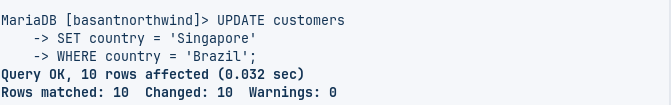 MariaDB [basantnorthwind]> UPDATE customers
    -> SET country = 'Singapore'
    -> WHERE country = 'Brazil';
Query OK, 10 rows affected (0.032 sec)
Rows matched: 10  Changed: 10  Warnings: 0